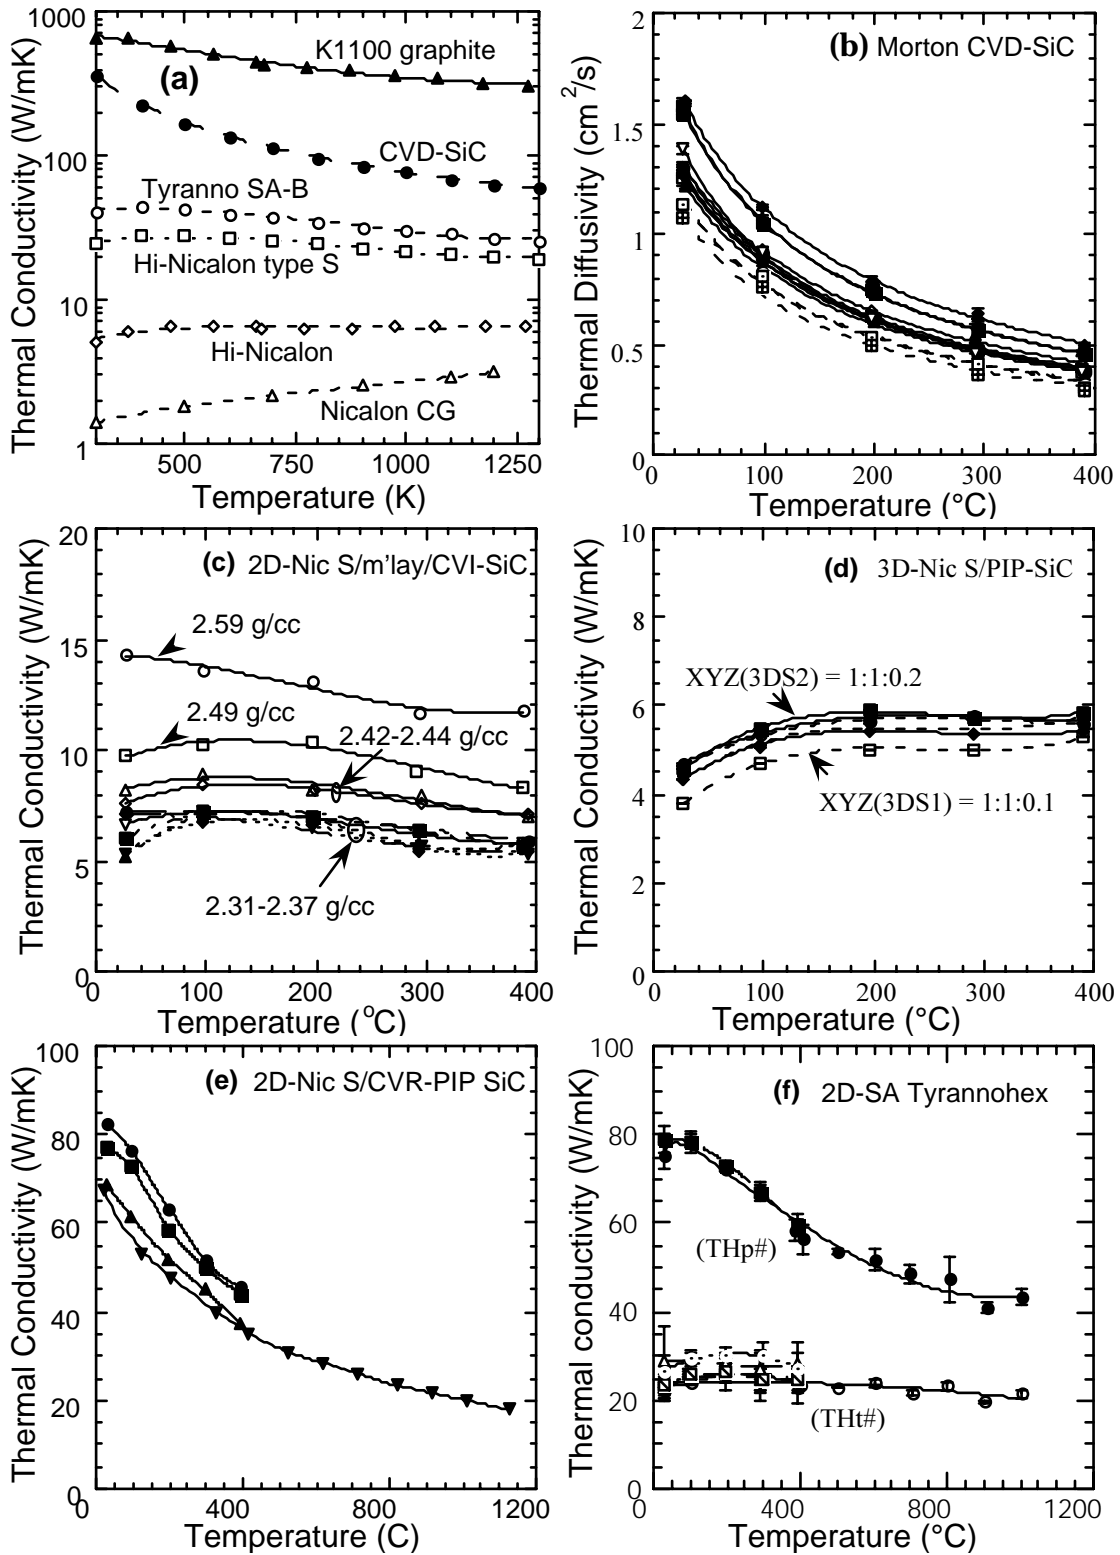 Thermal Conductivity (W/mK)
1000
100
10
1
(a)
K1100 graphite
CVD-SiC
Tyranno SA-B
Hi-Nicalon type S
Hi-Nicalon
Nicalon CG
500 750 1000 1250
Temperature (K)
Thermal Diffusivity (cm²/s)
2
1.5
1
0.5
0
(b) Morton CVD-SiC
0 100 200 300 400
Temperature (°C)
Thermal Conductivity (W/mK)
20
15
10
5
0
(c) 2D-Nic S/m'lay/CVI-SiC
2.59 g/cc
2.49 g/cc
2.42-2.44 g/cc
2.31-2.37 g/cc
0 100 200 300 400
Temperature (°C)
Thermal Conductivity (W/mK)
10
8
6
4
2
0
(d) 3D-Nic S/PIP-SiC
XYZ(3DS2) = 1:1:0.2
XYZ(3DS1) = 1:1:0.1
0 100 200 300 400
Temperature (°C)
Thermal Conductivity (W/mK)
100
80
60
40
20
0
(e) 2D-Nic S/CVR-PIP SiC
0 400 800 1200
Temperature (C)
Thermal conductivity (W/mK)
100
80
60
40
20
0
(f) 2D-SA Tyrannohex
(THp#)
(THt#)
0 400 800 1200
Temperature (°C)